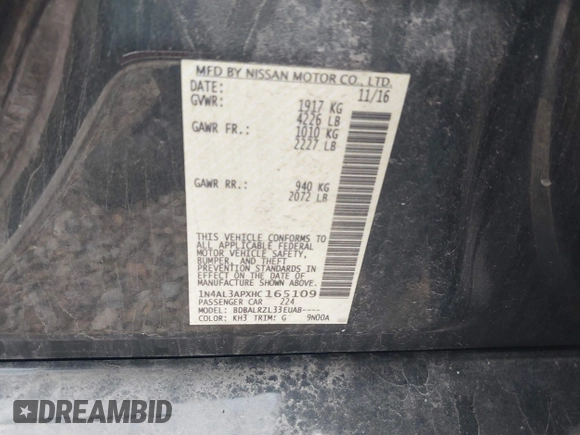 MFD BY NISSAN MOTOR CO., LTD.
DATE: 11/16
GVWR: 1917 KG
4226 LB
GAWR FR.: 1010 KG
2227 LB
GAWR RR.: 940 KG
2072 LB
THIS VEHICLE CONFORMS TO
ALL APPLICABLE FEDERAL
MOTOR VEHICLE SAFETY,
BUMPER, AND THEFT
PREVENTION STANDARDS IN
EFFECT ON THE DATE OF
MANUFACTURE SHOWN ABOVE.
1N4AL3APXHC165109
PASSENGER CAR 224
MODEL: BDBALRZL33EUAB----
COLOR: KH3 TRIM: G 9N00A
DREAMBID